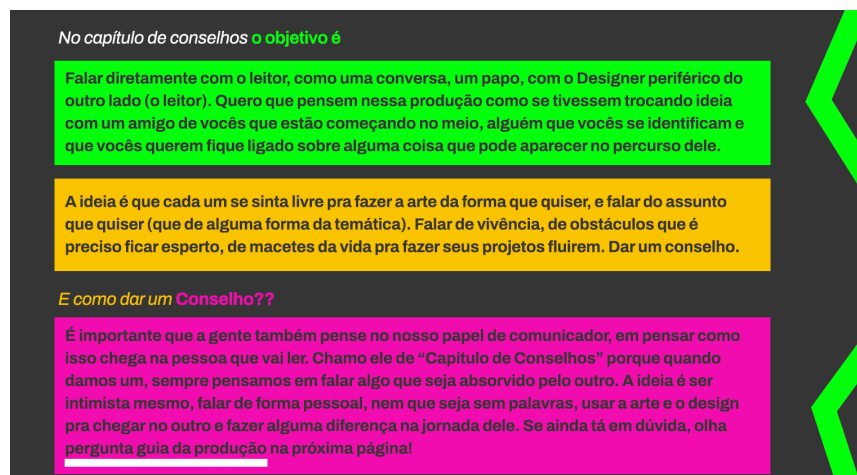 No capítulo de conselhos o objetivo é
Falar diretamente com o leitor, como uma conversa, um papo, com o Designer periférico do
outro lado (o leitor). Quero que pensem nessa produção como se tivessem trocando ideia
com um amigo de vocês que estão começando no meio, alguém que vocês se identificam e
que vocês querem fique ligado sobre alguma coisa que pode aparecer no percurso dele.
A ideia é que cada um se sinta livre pra fazer a arte da forma que quiser, e falar do assunto
que quiser (que de alguma forma da temática). Falar de vivência, de obstáculos que é
preciso ficar esperto, de macetes da vida pra fazer seus projetos fluirem. Dar um conselho.
E como dar um Conselho??
É importante que a gente também pense no nosso papel de comunicador, em pensar como
isso chega na pessoa que vai ler. Chamo ele de “Capitulo de Conselhos” porque quando
damos um, sempre pensamos em falar algo que seja absorvido pelo outro. A ideia é ser
intimista mesmo, falar de forma pessoal, nem que seja sem palavras, usar a arte e o design
pra chegar no outro e fazer alguma diferença na jornada dele. Se ainda tá em dúvida, olha
pergunta guia da produção na próxima página!